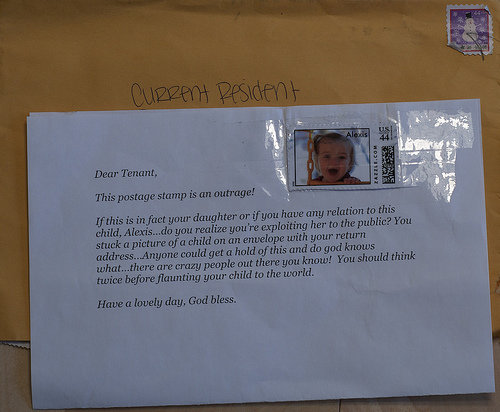 CURRENT RESIDENT
Alexis
U.S.
44
ZAZZLE.COM
Dear Tenant,
This postage stamp is an outrage!
If this is in fact your daughter or if you have any relation to this
child, Alexis...do you realize you're exploiting her to the public? You
stuck a picture of a child on an envelope with your return
address...Anyone could get a hold of this and do god knows
what...there are crazy people out there you know! You should think
twice before flaunting your child to the world.
Have a lovely day, God bless.